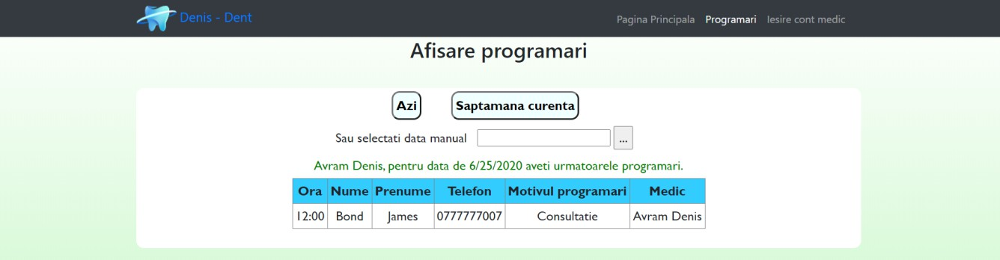 Denis - Dent Pagina Principala Programari Iesire cont medic
Afisare programari
Azi Saptamana curenta
Sau selectati data manual ...
Avram Denis, pentru data de 6/25/2020 aveti urmatoarele programari.
Ora Nume Prenume Telefon Motivul programari Medic
12:00 Bond James 0777777007 Consultatie Avram Denis